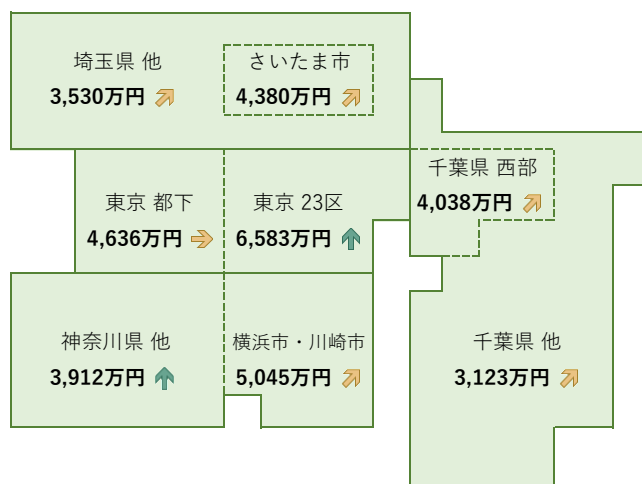 埼玉県 他
3,530万円
さいたま市
4,380万円
千葉県 西部
4,038万円
東京 都下
4,636万円
東京 23区
6,583万円
神奈川県 他
3,912万円
横浜市・川崎市
5,045万円
千葉県 他
3,123万円